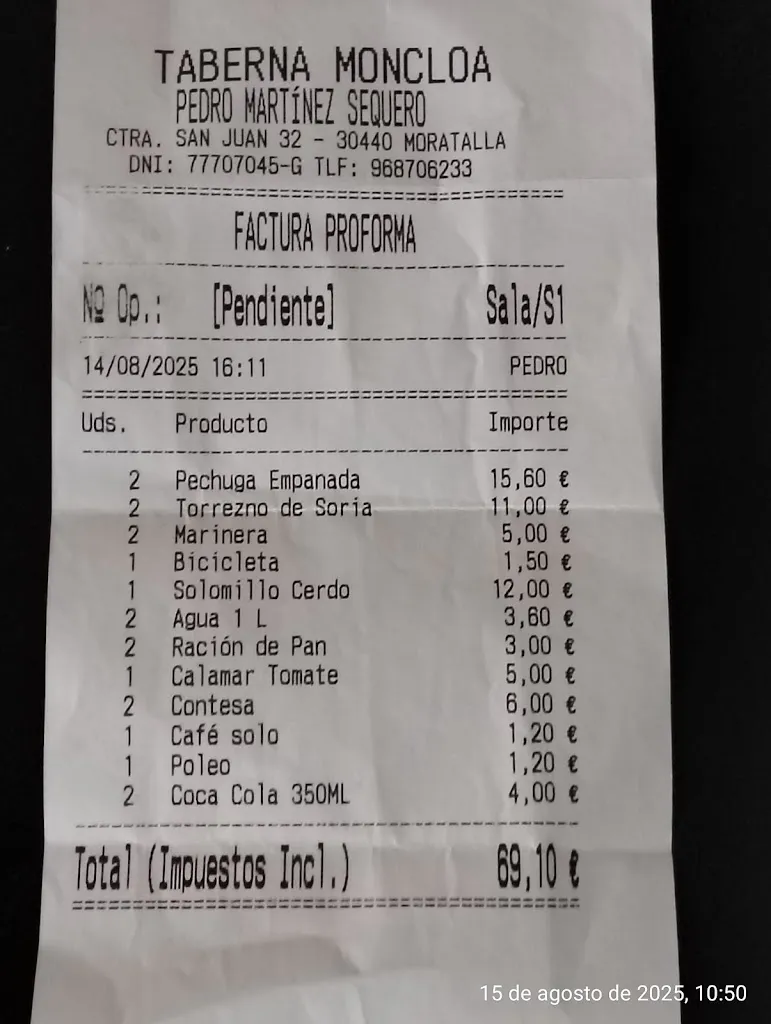 TABERNA MONCLOA
PEDRO MARTÍNEZ SEQUERO
CTRA. SAN JUAN 32 - 30440 MORATALLA
DNI: 77707045-G TLF: 968706233
FACTURA PROFORMA
Nº Op.: [Pendiente] Sala/S1
14/08/2025 16:11 PEDRO
Uds. Producto Importe
2 Pechuga Empanada 15,60 €
2 Torrezno de Soria 11,00 €
2 Marinera 5,00 €
1 Bicicleta 1,50 €
1 Solomillo Cerdo 12,00 €
2 Agua 1 L 3,60 €
2 Ración de Pan 3,00 €
1 Calamar Tomate 5,00 €
2 Contesa 6,00 €
1 Café solo 1,20 €
1 Poleo 1,20 €
2 Coca Cola 350ML 4,00 €
Total (Impuestos Incl.) 69,10 €
15 de agosto de 2025, 10:50